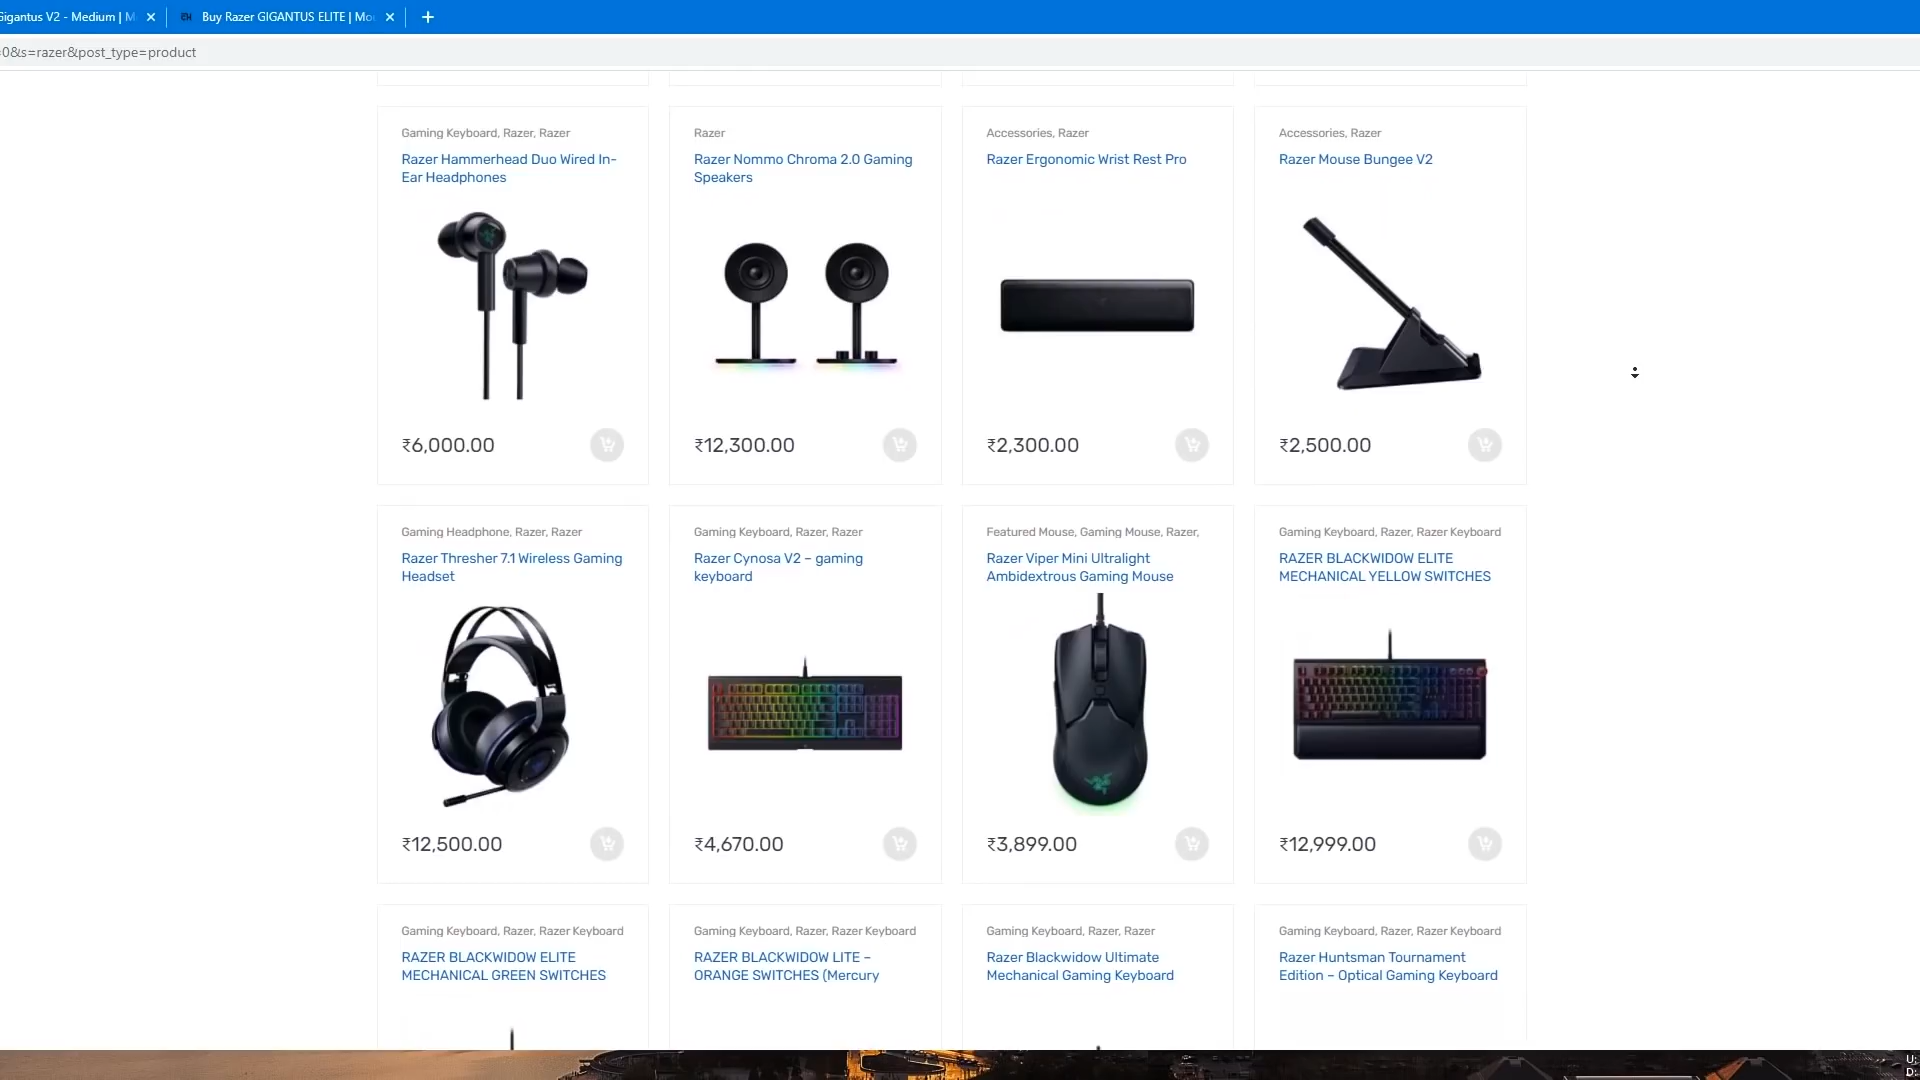 Gigantus V2 - Medium | M
Buy Razer GIGANTUS ELITE | Mo
=0&s=razer&post_type=product
Gaming Keyboard, Razer, Razer
Razer Hammerhead Duo Wired In-
Ear Headphones
₹6,000.00
Razer
Razer Nommo Chroma 2.0 Gaming
Speakers
₹12,300.00
Accessories, Razer
Razer Ergonomic Wrist Rest Pro
₹2,300.00
Accessories, Razer
Razer Mouse Bungee V2
₹2,500.00
Gaming Headphone, Razer, Razer
Razer Thresher 7.1 Wireless Gaming
Headset
₹12,500.00
Gaming Keyboard, Razer, Razer
Razer Cynosa V2 – gaming
keyboard
₹4,670.00
Featured Mouse, Gaming Mouse, Razer,
Razer Viper Mini Ultralight
Ambidextrous Gaming Mouse
₹3,899.00
Gaming Keyboard, Razer, Razer Keyboard
RAZER BLACKWIDOW ELITE
MECHANICAL YELLOW SWITCHES
₹12,999.00
Gaming Keyboard, Razer, Razer Keyboard
RAZER BLACKWIDOW ELITE
MECHANICAL GREEN SWITCHES
Gaming Keyboard, Razer, Razer Keyboard
RAZER BLACKWIDOW LITE –
ORANGE SWITCHES (Mercury
Gaming Keyboard, Razer, Razer
Razer Blackwidow Ultimate
Mechanical Gaming Keyboard
Gaming Keyboard, Razer, Razer Keyboard
Razer Huntsman Tournament
Edition – Optical Gaming Keyboard
U:
D: